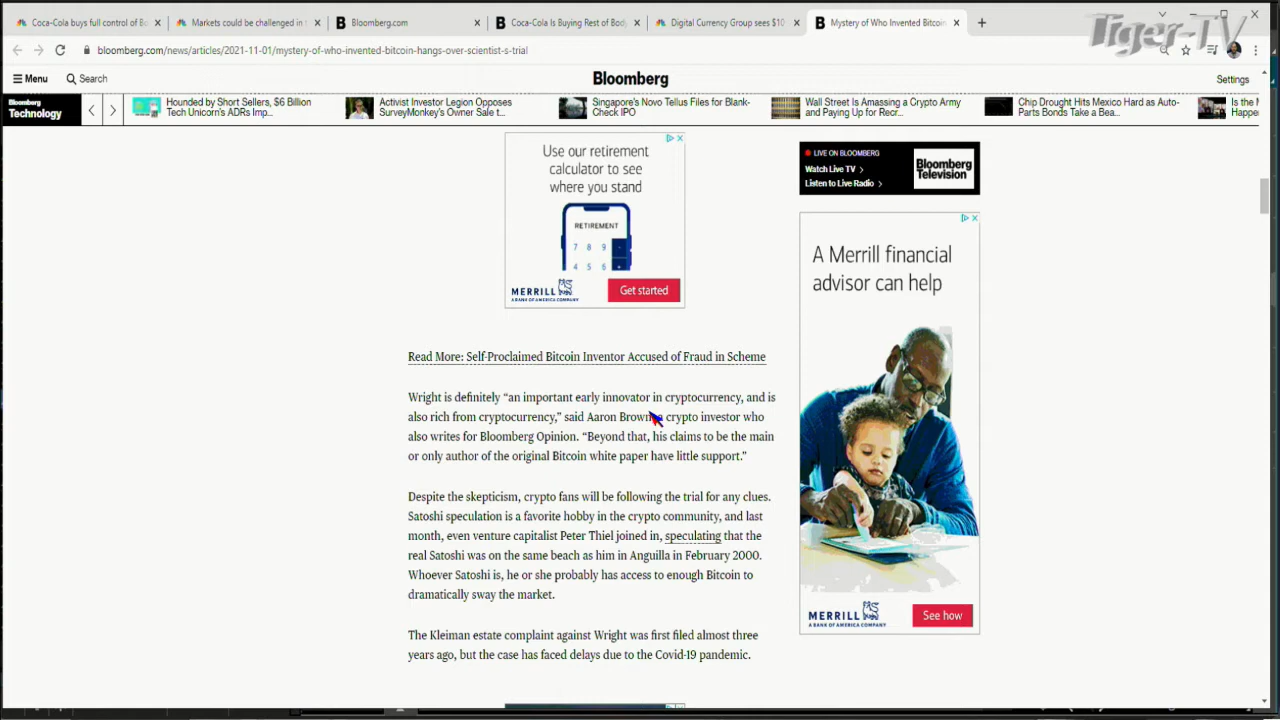 Coca-Cola buys full control of Bo
Markets could be challenged in t
Bloomberg.com
Coca-Cola Is Buying Rest of Body
Digital Currency Group sees $10
Mystery of Who Invented Bitcoin
Tiger-TV
bloomberg.com/news/articles/2021-11-01/mystery-of-who-invented-bitcoin-hangs-over-scientist-s-trial
Menu
Search
Bloomberg
Settings
Bloomberg
Technology
Hounded by Short Sellers, $6 Billion
Tech Unicorn's ADRs Imp...
Activist Investor Legion Opposes
SurveyMonkey's Owner Sale t...
Singapore's Novo Tellus Files for Blank-
Check IPO
Wall Street Is Amassing a Crypto Army
and Paying Up for Recr...
Chip Drought Hits Mexico Hard as Auto-
Parts Bonds Take a Bea...
Is the M
Happen
Use our retirement
calculator to see
where you stand
RETIREMENT
7 8 9
4 5 6
MERRILL
A BANK OF AMERICA COMPANY
Get started
LIVE ON BLOOMBERG
Watch Live TV
Listen to Live Radio
Bloomberg
Television
A Merrill financial
advisor can help
MERRILL
A BANK OF AMERICA COMPANY
See how
Read More: Self-Proclaimed Bitcoin Inventor Accused of Fraud in Scheme
Wright is definitely “an important early innovator in cryptocurrency, and is
also rich from cryptocurrency,” said Aaron Brown, a crypto investor who
also writes for Bloomberg Opinion. “Beyond that, his claims to be the main
or only author of the original Bitcoin white paper have little support.”
Despite the skepticism, crypto fans will be following the trial for any clues.
Satoshi speculation is a favorite hobby in the crypto community, and last
month, even venture capitalist Peter Thiel joined in, speculating that the
real Satoshi was on the same beach as him in Anguilla in February 2000.
Whoever Satoshi is, he or she probably has access to enough Bitcoin to
dramatically sway the market.
The Kleiman estate complaint against Wright was first filed almost three
years ago, but the case has faced delays due to the Covid-19 pandemic.